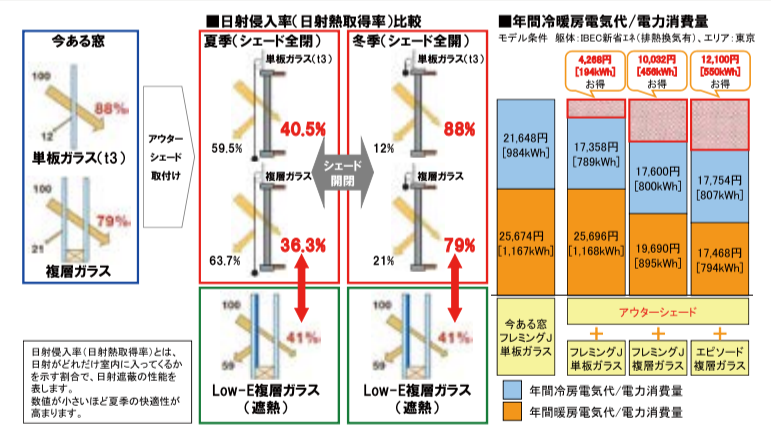 ■日射侵入率(日射熱取得率)比較
今ある窓
100
88%
12
単板ガラス(t3)
100
79%
21
複層ガラス
アウター
シェード
取付け
夏季(シェード全閉)
単板ガラス(t3)
40.5%
59.5%
複層ガラス
36.3%
63.7%
シェード
開閉
冬季(シェード全開)
単板ガラス(t3)
88%
12%
複層ガラス
79%
21%
100
41%
59
Low-E複層ガラス
(遮熱)
100
41%
59
Low-E複層ガラス
(遮熱)
日射侵入率(日射熱取得率)とは、
日射がどれだけ室内に入ってくるか
を示す割合で、日射遮蔽の性能を
表します。
数値が小さいほど夏季の快適性が
高まります。
■年間冷暖房電気代/電力消費量
モデル条件 躯体:IBEC新省エネ(排熱換気有)、エリア:東京
4,268円
[194kWh]
お得
10,032円
[456kWh]
お得
12,100円
[550kWh]
お得
21,648円
[984kWh]
17,358円
[789kWh]
17,600円
[800kWh]
17,754円
[807kWh]
25,674円
[1,167kWh]
25,696円
[1,168kWh]
19,690円
[895kWh]
17,468円
[794kWh]
今ある窓
フレミングJ
単板ガラス
アウターシェード
+
+
+
フレミングJ
単板ガラス
フレミングJ
複層ガラス
エピソード
複層ガラス
年間冷房電気代/電力消費量
年間暖房電気代/電力消費量